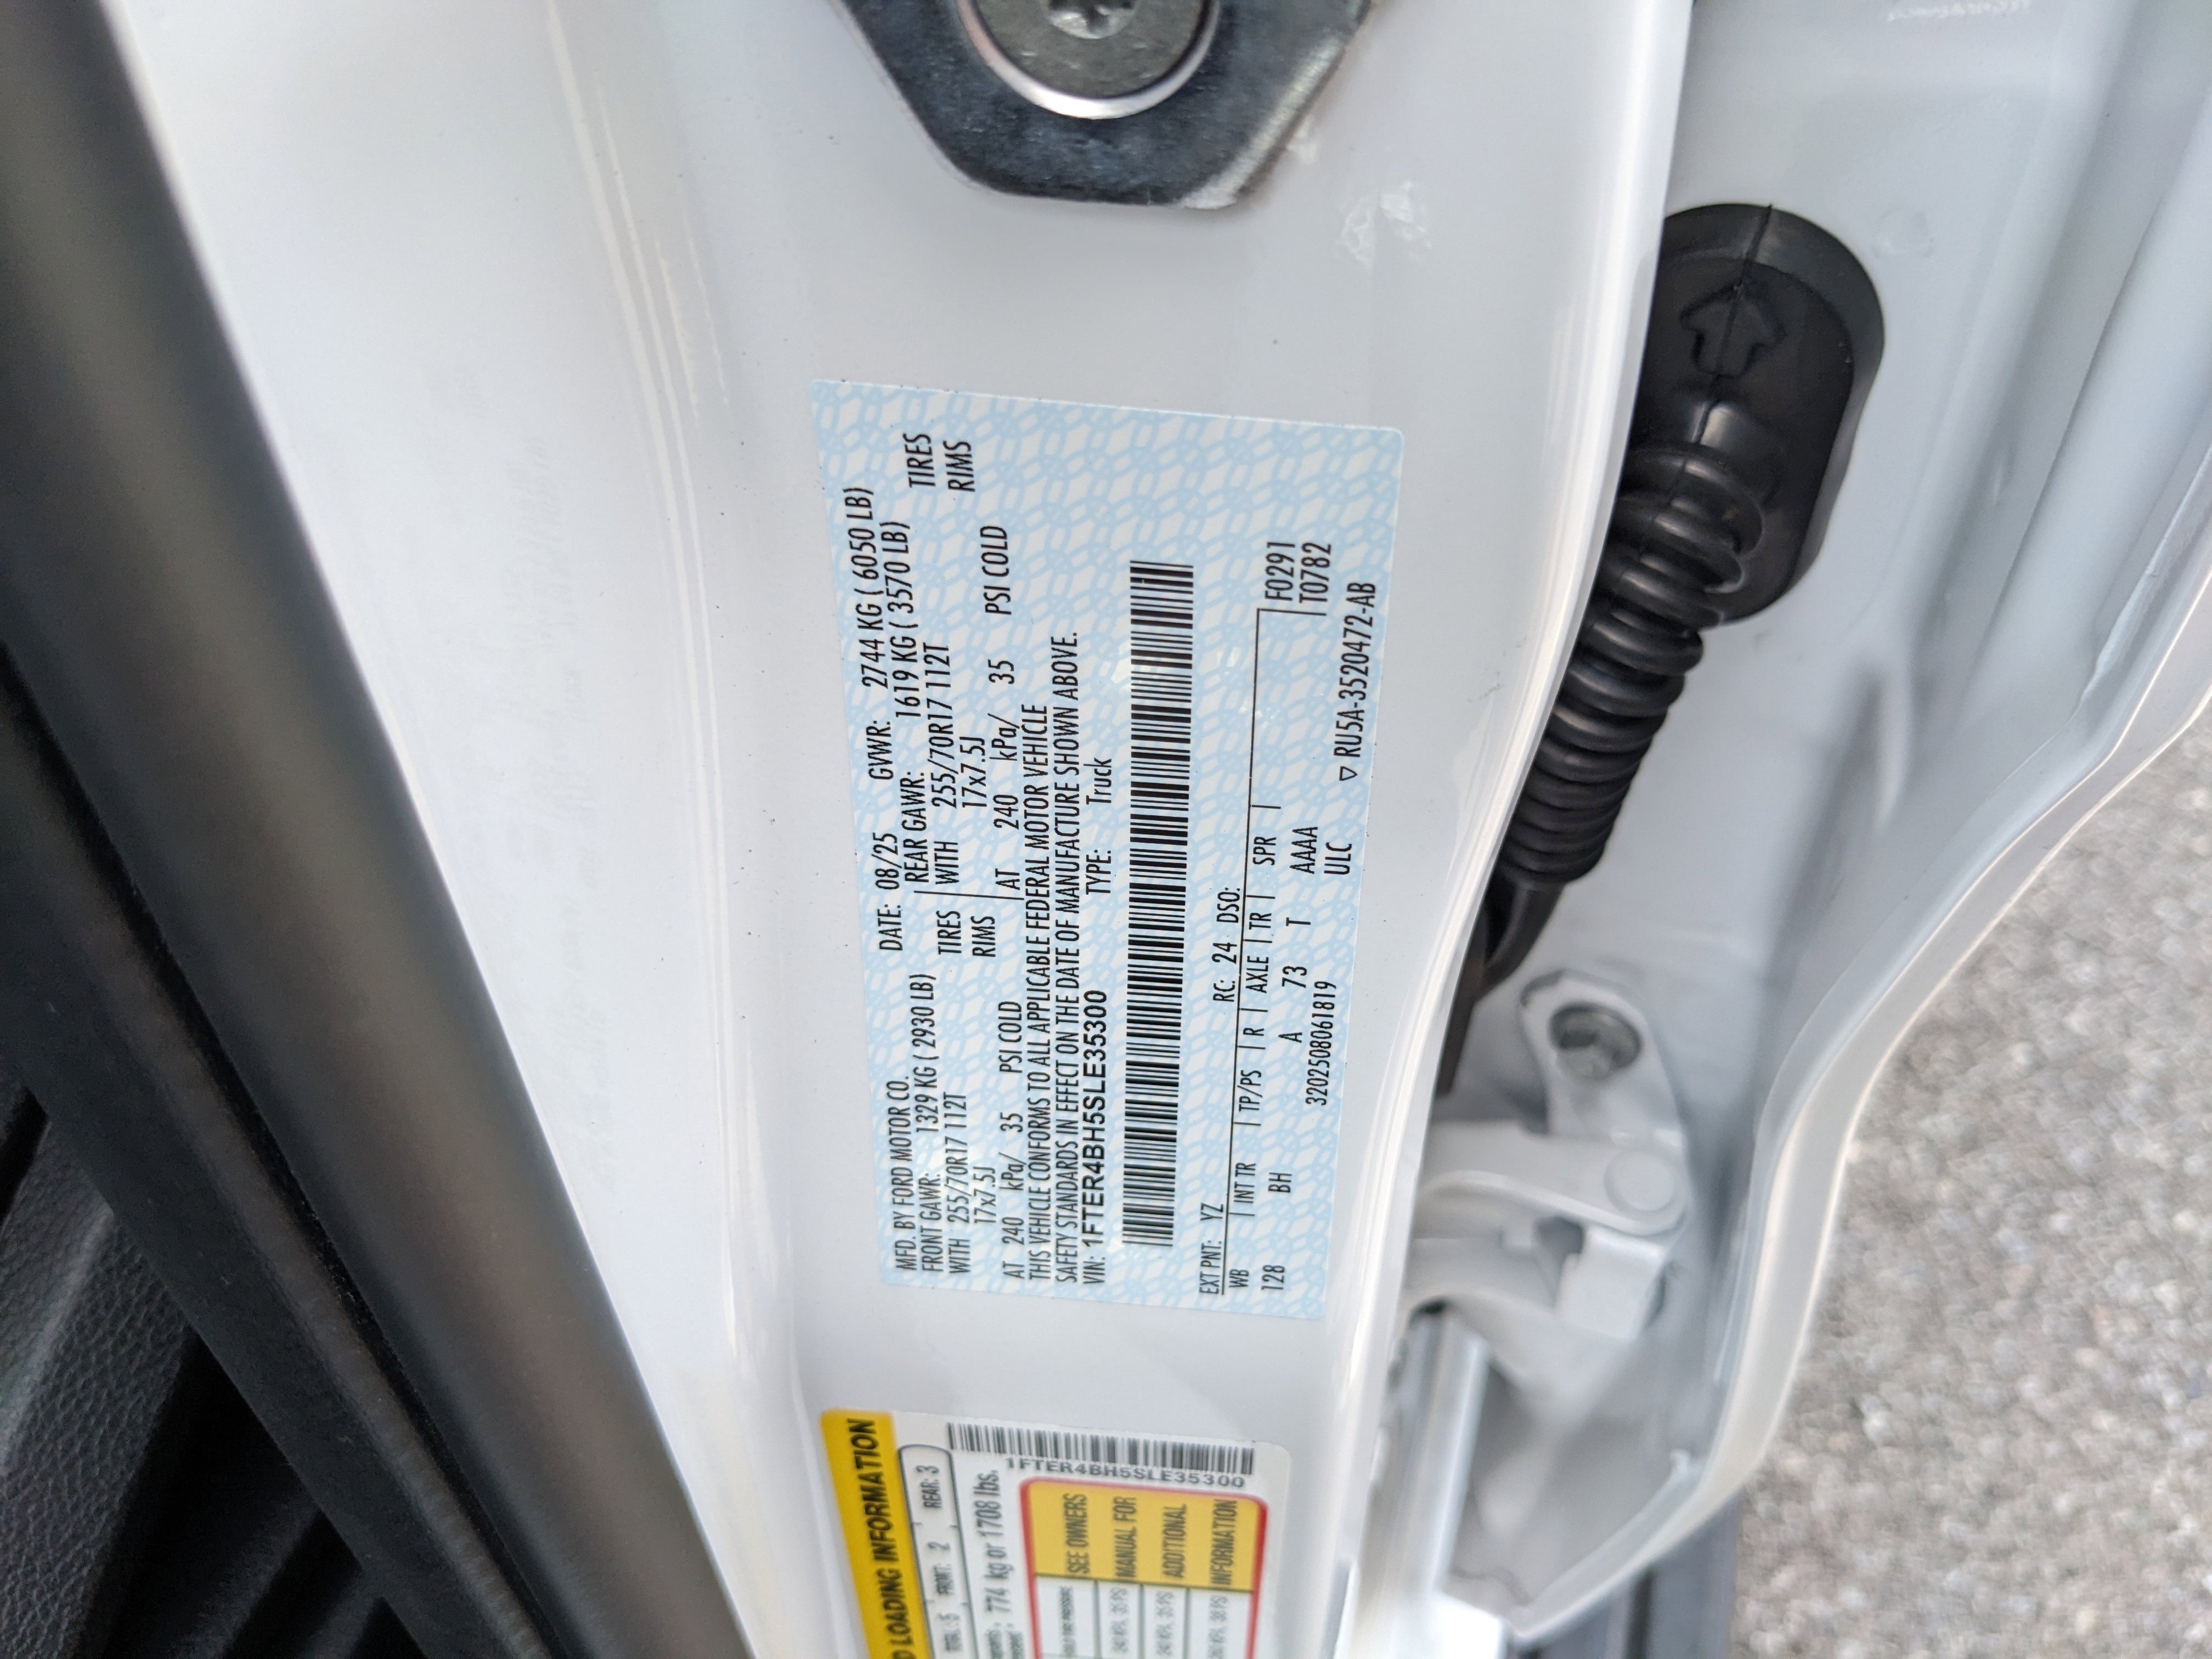 MFD. BY FORD MOTOR CO. DATE: 08/25 GVWR: 2744 KG ( 6050 LB)
FRONT GAWR: 1329 KG ( 2930 LB) REAR GAWR: 1619 KG ( 3570 LB)
WITH 255/70R17 112T TIRES WITH 255/70R17 112T TIRES
17x7.5J RIMS 17x7.5J RIMS
AT 240 kPa/ 35 PSI COLD AT 240 kPa/ 35 PSI COLD
THIS VEHICLE CONFORMS TO ALL APPLICABLE FEDERAL MOTOR VEHICLE
SAFETY STANDARDS IN EFFECT ON THE DATE OF MANUFACTURE SHOWN ABOVE.
VIN: 1FTER4BH5SLE35300 TYPE: Truck
EXT PNT: YZ RC: 24 DSO:
WB INT TR TP/PS R AXLE TR SPR F0291
128 BH A 73 T AAAA T0782
3202508061819 ULC
▽ RU5A-3520472-AB
LOADING INFORMATION
FRONT: 2 REAR: 3
774 kg or 1708 lbs.
1FTER4BH5SLE35300
SEE OWNERS
MANUAL FOR
ADDITIONAL
INFORMATION